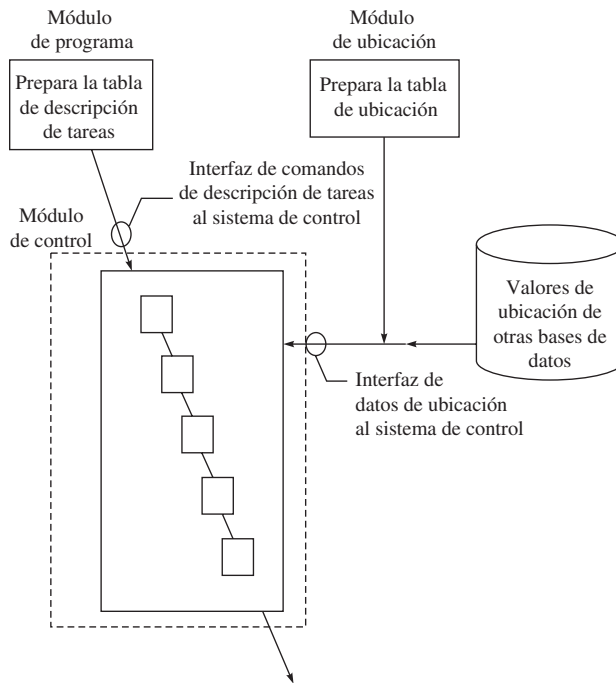 Módulo
de programa
Prepara la tabla
de descripción
de tareas
Módulo
de ubicación
Prepara la tabla
de ubicación
Interfaz de comandos
de descripción de tareas
al sistema de control
Módulo
de control
Valores de
ubicación de
otras bases de
datos
Interfaz de
datos de ubicación
al sistema de control